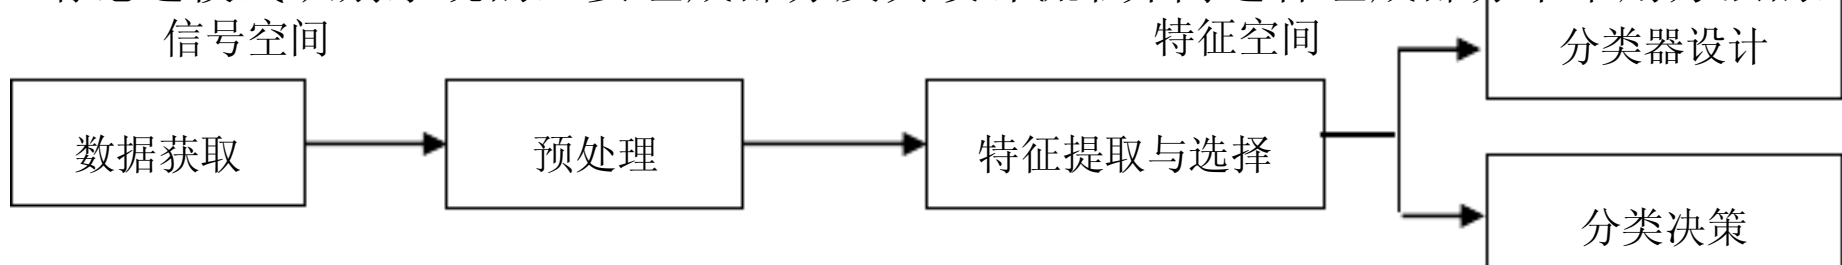 信号空间
特征空间
分类器设计
数据获取
预处理
特征提取与选择
分类决策